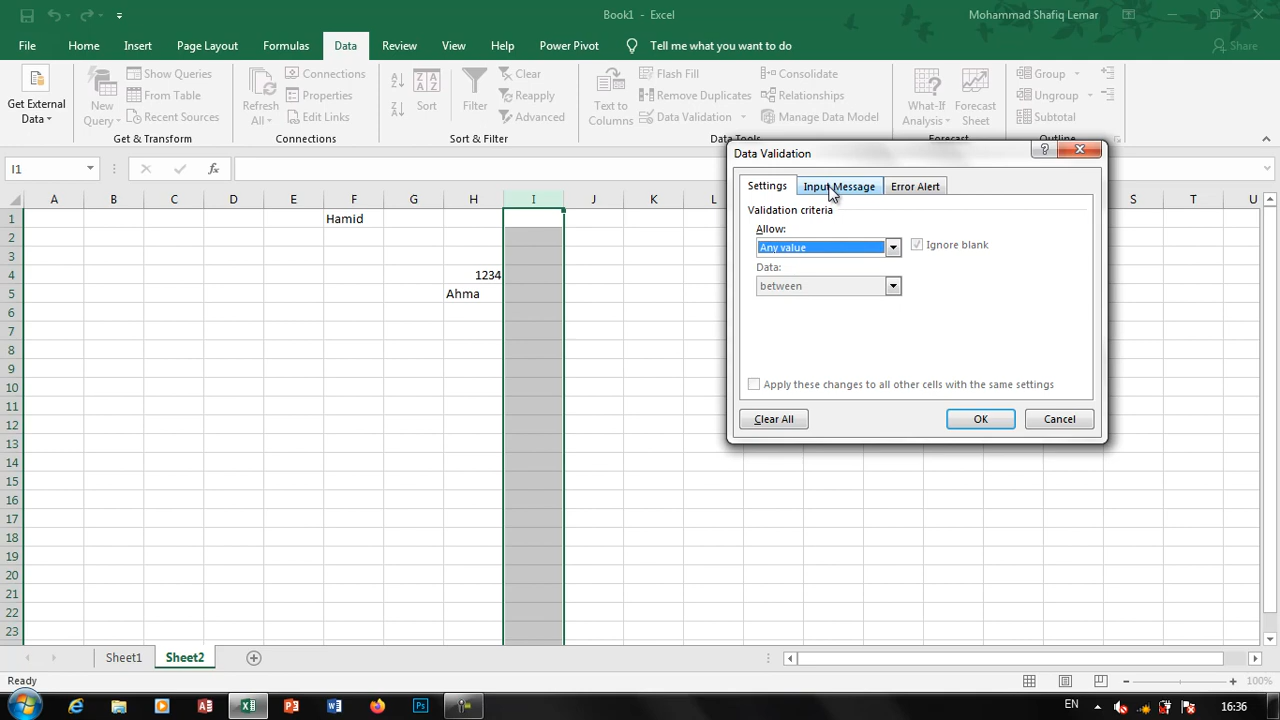 Book1 - Excel
Mohammad Shafiq Lemar
File Home Insert Page Layout Formulas Data Review View Help Power Pivot Tell me what you want to do Share
Get External Data
New Query
Show Queries
From Table
Recent Sources
Get & Transform
Refresh All
Connections
Properties
Edit Links
Connections
Sort
Filter
Clear
Reapply
Advanced
Sort & Filter
Text to Columns
Flash Fill
Remove Duplicates
Data Validation
Consolidate
Relationships
Manage Data Model
Data Tools
What-If Analysis
Forecast Sheet
Forecast
Group
Ungroup
Subtotal
Outline
I1
fx
A B C D E F G H I J K L S T U
1 Hamid
2
3
4 1234
5 Ahma
6
7
8
9
10
11
12
13
14
15
16
17
18
19
20
21
22
23
Data Validation
Settings Input Message Error Alert
Validation criteria
Allow:
Any value Ignore blank
Data:
between
Apply these changes to all other cells with the same settings
Clear All OK Cancel
Sheet1 Sheet2
Ready 100%
EN 16:36